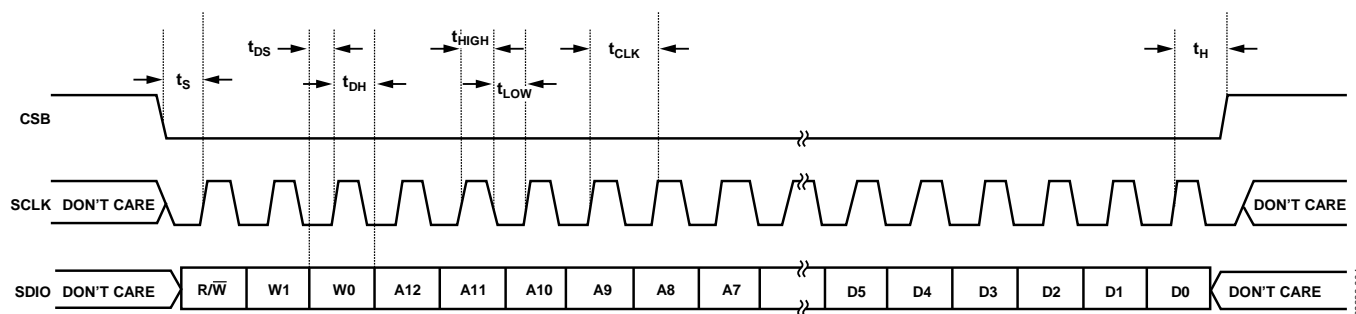 tDS
tHIGH
tCLK
tH
tS
tDH
tLOW
CSB
SCLK DON'T CARE DON'T CARE
SDIO DON'T CARE R/W̅ W1 W0 A12 A11 A10 A9 A8 A7 D5 D4 D3 D2 D1 D0 DON'T CARE